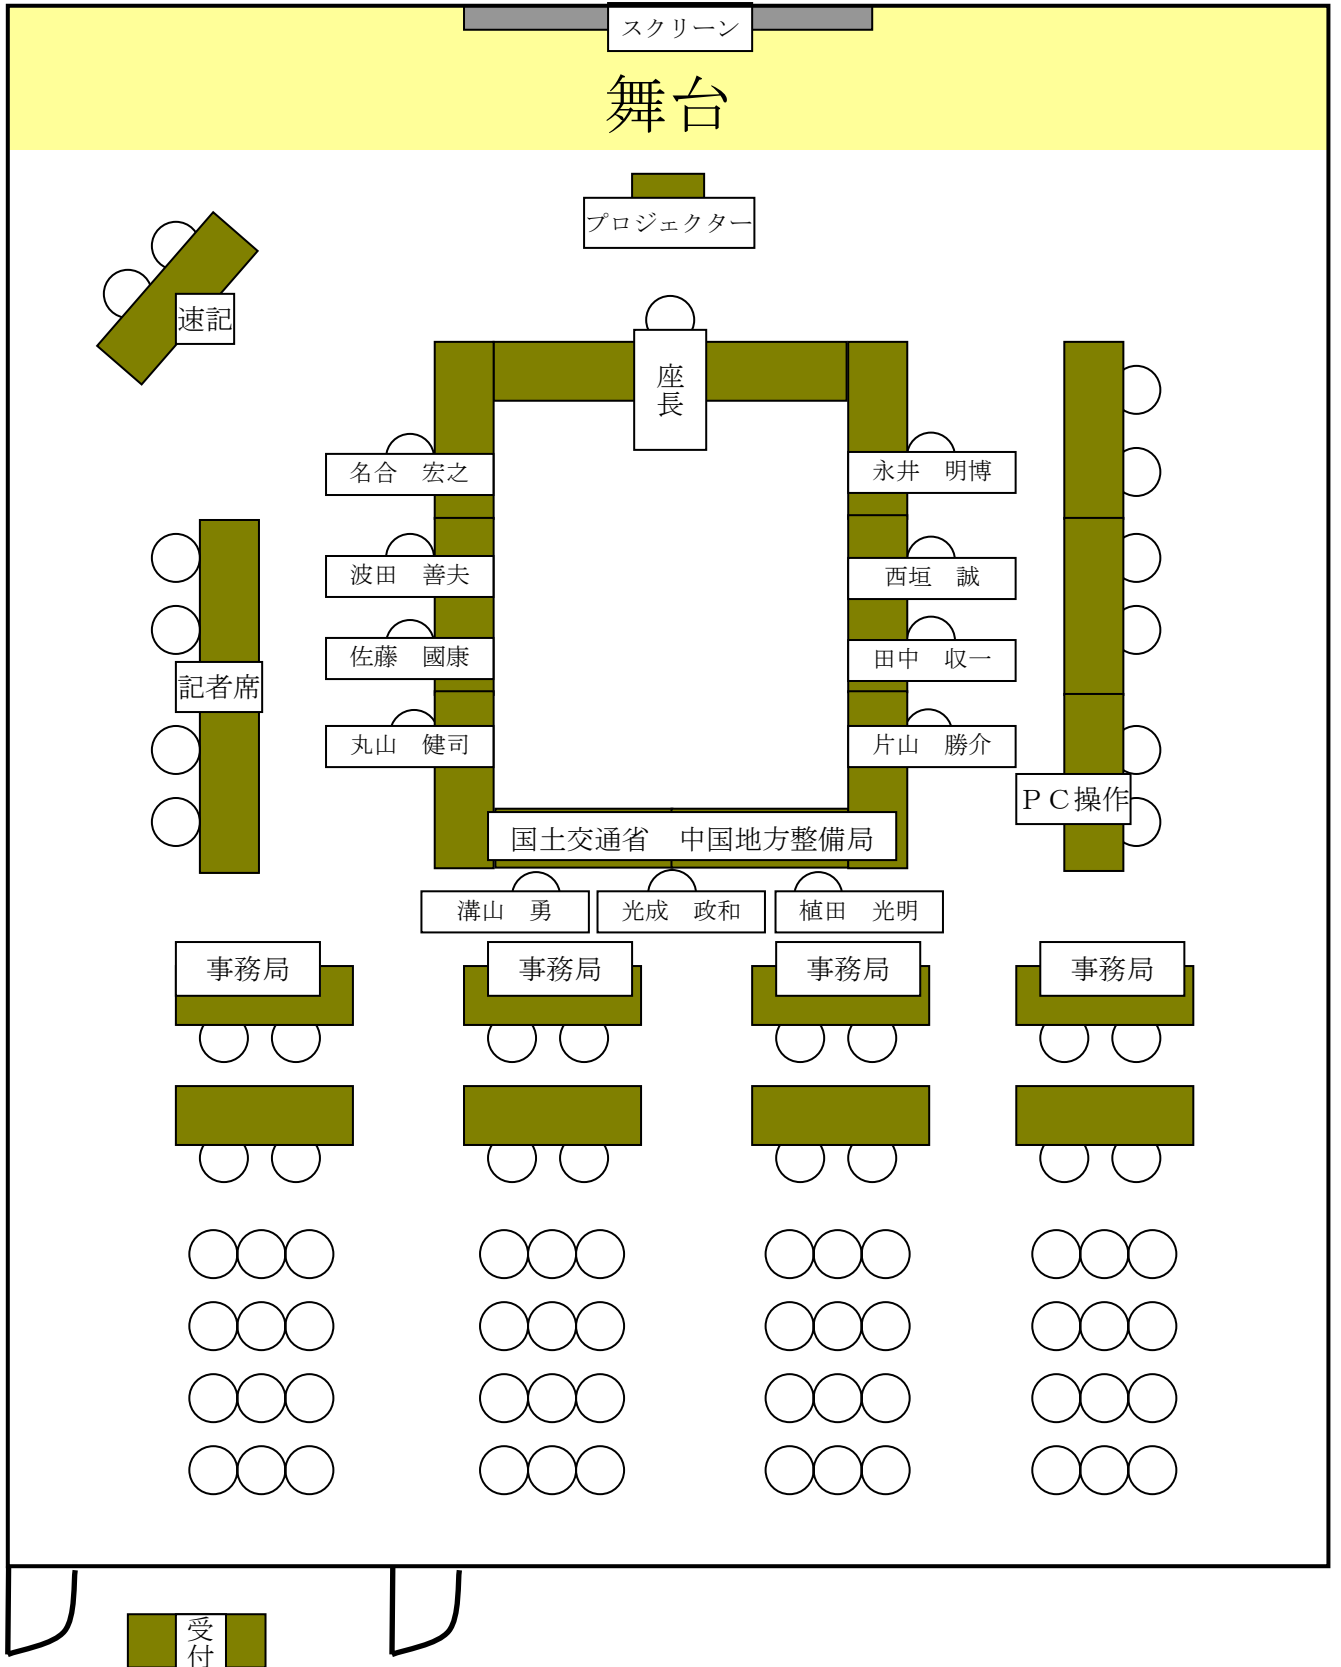 スクリーン
舞台
プロジェクター
速記
座長
名合　宏之
永井　明博
波田　善夫
西垣　誠
佐藤　國康
田中　収一
記者席
丸山　健司
片山　勝介
ＰＣ操作
国土交通省　中国地方整備局
溝山　勇
光成　政和
植田　光明
事務局
事務局
事務局
事務局
受付